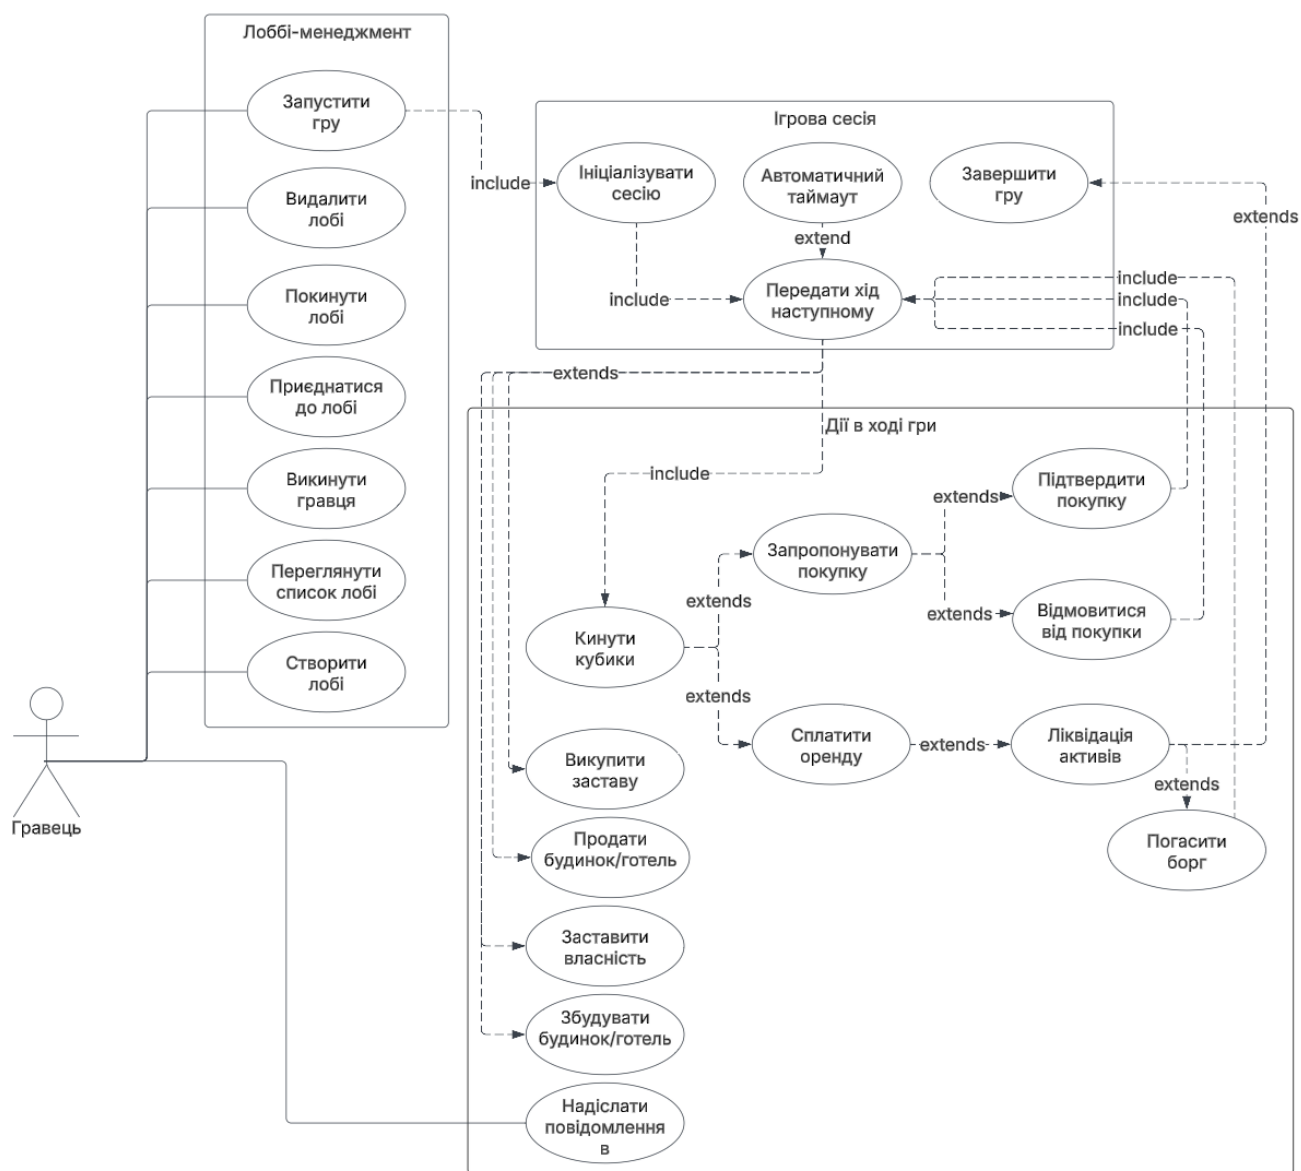 Лоббі-менеджмент
Запустити
гру
Видалити
лобі
Покинути
лобі
Приєднатися
до лобі
Викинути
гравця
Переглянути
список лобі
Створити
лобі
Гравець
include
Ігрова сесія
Ініціалізувати
сесію
Автоматичний
таймаут
Завершити
гру
extend
include
Передати хід
наступному
extends
include
include
include
extends
Дії в ході гри
include
Кинути
кубики
extends
extends
Запропонувати
покупку
extends
extends
Підтвердити
покупку
Відмовитися
від покупки
Сплатити
оренду
extends
Ліквідація
активів
extends
Погасити
борг
Викупити
заставу
Продати
будинок/готель
Заставити
власність
Збудувати
будинок/готель
Надіслати
повідомлення
в